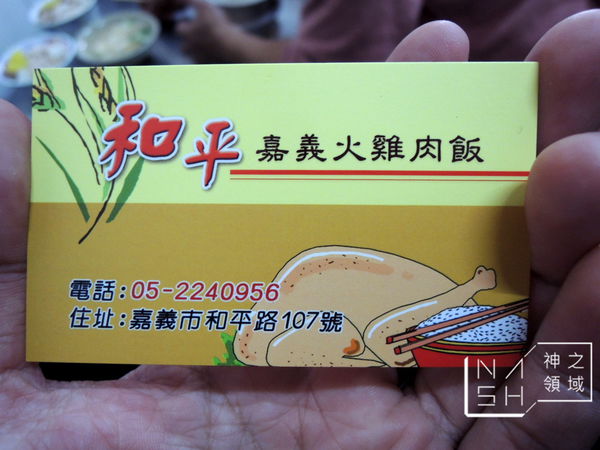 和平 嘉義火雞肉飯
電話:05-2240956
住址:嘉義市和平路107號
NASH 神之領域